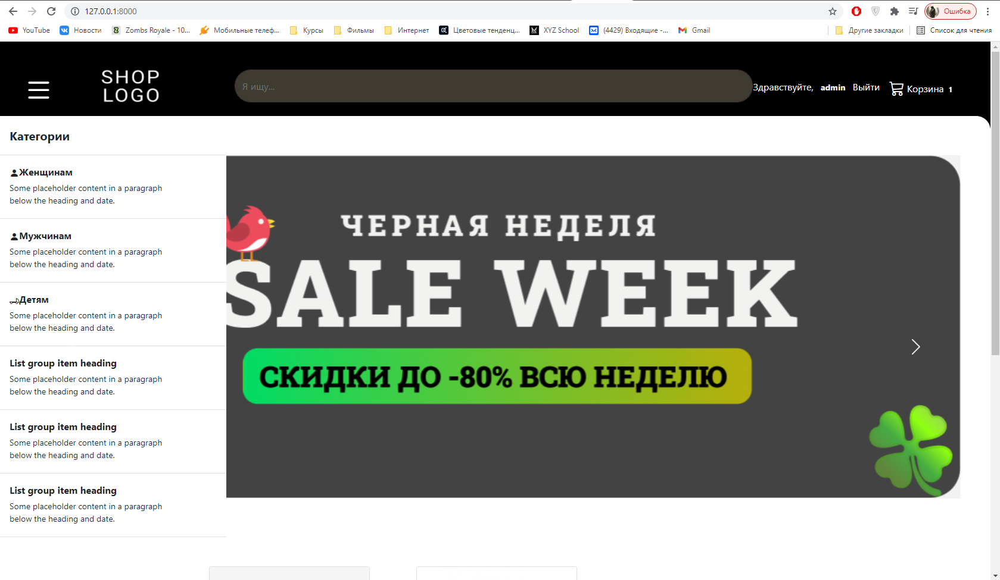 127.0.0.1:8000
Ошибка
YouTube
Новости
Zombs Royale - 10...
Мобильные телеф...
Курсы
Фильмы
Интернет
Цветовые тенденц...
XYZ School
(4429) Входящие -...
Gmail
Другие закладки
Список для чтения
SHOP
LOGO
Я ищу...
Здравствуйте, admin Выйти Корзина 1
Категории
Женщинам
Some placeholder content in a paragraph
below the heading and date.
Мужчинам
Some placeholder content in a paragraph
below the heading and date.
Детям
Some placeholder content in a paragraph
below the heading and date.
List group item heading
Some placeholder content in a paragraph
below the heading and date.
List group item heading
Some placeholder content in a paragraph
below the heading and date.
List group item heading
Some placeholder content in a paragraph
below the heading and date.
ЧЕРНАЯ НЕДЕЛЯ
SALE WEEK
СКИДКИ ДО -80% ВСЮ НЕДЕЛЮ